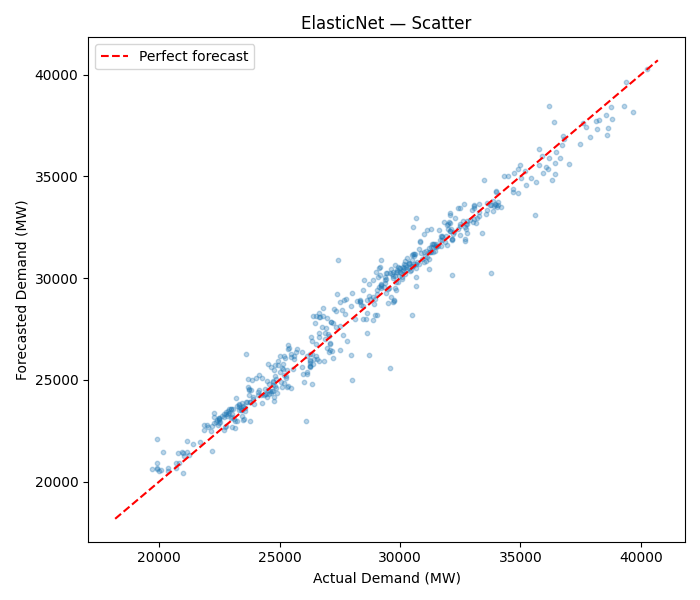 ElasticNet — Scatter
Perfect forecast
Forecasted Demand (MW)
40000
35000
30000
25000
20000
20000 25000 30000 35000 40000
Actual Demand (MW)